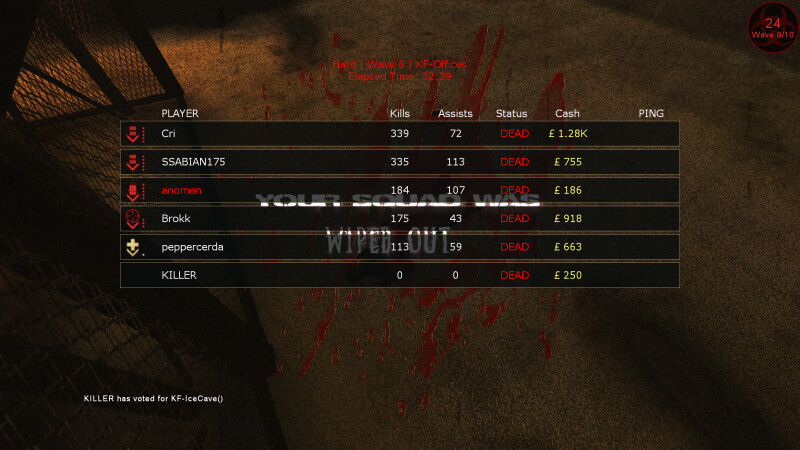 24
Wave 8/10
Hard | Wave 8 | KF-Offices
Elapsed Time: 52:39
PLAYER Kills Assists Status Cash PING
Cri 339 72 DEAD £ 1.28K
SSABIAN175 335 113 DEAD £ 755
anomen 184 107 DEAD £ 186
YOUR SQUAD WAS
Brokk 175 43 DEAD £ 918
WIPED OUT
peppercerda 113 59 DEAD £ 663
KILLER 0 0 DEAD £ 250
KILLER has voted for KF-IceCave()